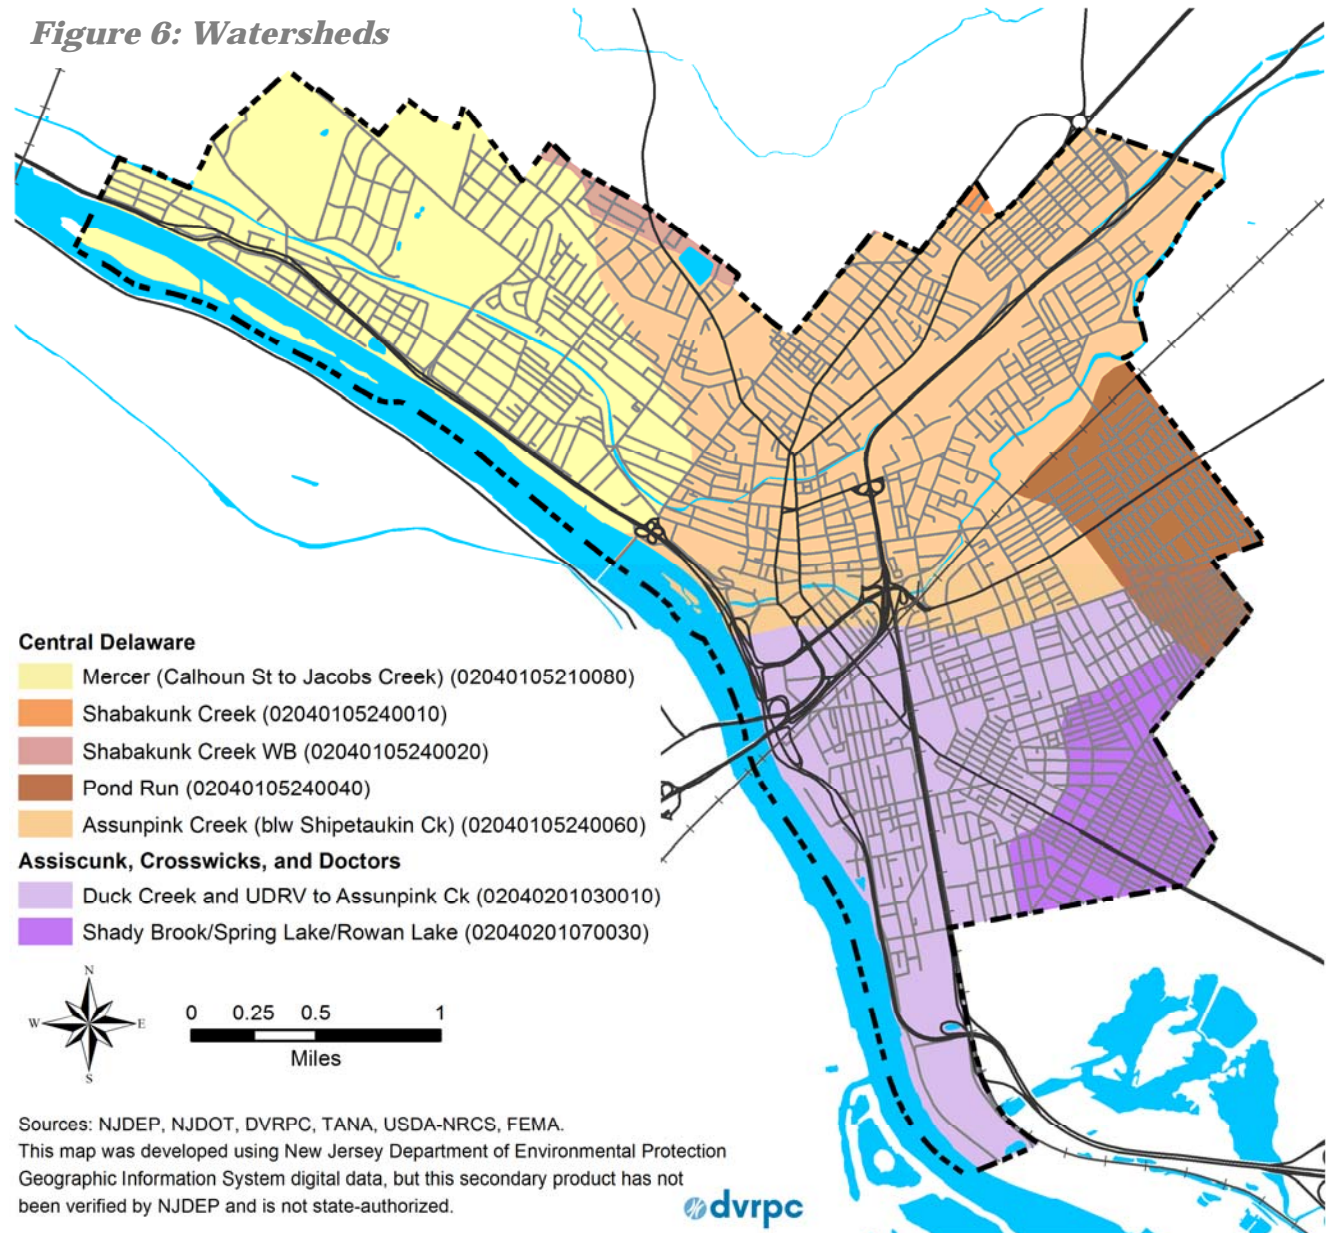 Figure 6: Watersheds
Central Delaware
Mercer (Calhoun St to Jacobs Creek) (02040105210080)
Shabakunk Creek (02040105240010)
Shabakunk Creek WB (02040105240020)
Pond Run (02040105240040)
Assunpink Creek (blw Shipetaukin Ck) (02040105240060)
Assiscunk, Crosswicks, and Doctors
Duck Creek and UDRV to Assunpink Ck (02040201030010)
Shady Brook/Spring Lake/Rowan Lake (02040201070030)
N
W E
S
0 0.25 0.5 1
Miles
Sources: NJDEP, NJDOT, DVRPC, TANA, USDA-NRCS, FEMA.
This map was developed using New Jersey Department of Environmental Protection
Geographic Information System digital data, but this secondary product has not
been verified by NJDEP and is not state-authorized.
dvrpc